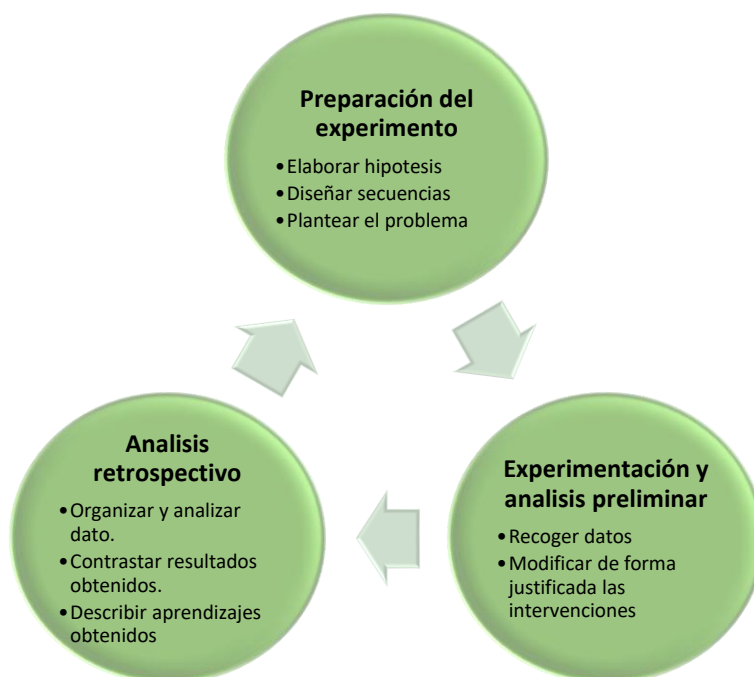 Preparación del
experimento
•Elaborar hipotesis
•Diseñar secuencias
•Plantear el problema
Experimentación y
analisis preliminar
•Recoger datos
•Modificar de forma
justificada las
intervenciones
Analisis
retrospectivo
•Organizar y analizar
dato.
•Contrastar resultados
obtenidos.
•Describir aprendizajes
obtenidos